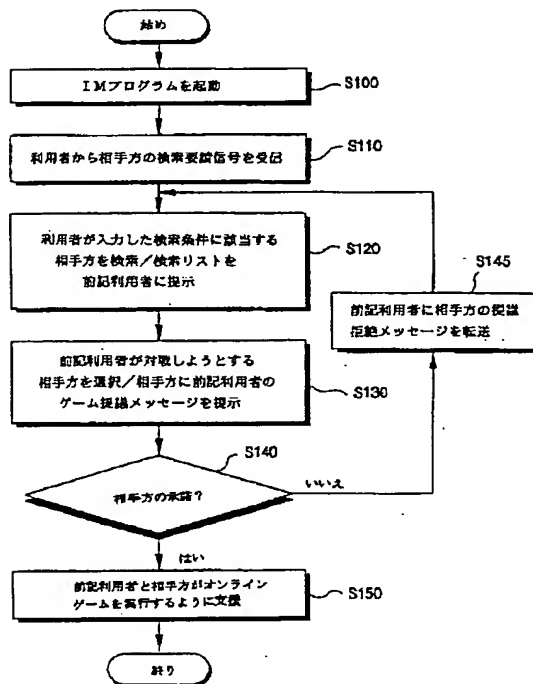 始め
IMプログラムを起動
S100
利用者から相手方の検索要請信号を受信
S110
利用者が入力した検索条件に該当する
相手方を検索/検索リストを
前記利用者に提示
S120
S145
前記利用者に相手方の提議
拒絶メッセージを転送
前記利用者が対戦しようとする
相手方を選択/相手方に前記利用者の
ゲーム提議メッセージを提示
S130
S140
相手方の承諾?
いいえ
はい
前記利用者と相手方がオンライン
ゲームを実行するように支援
S150
終り